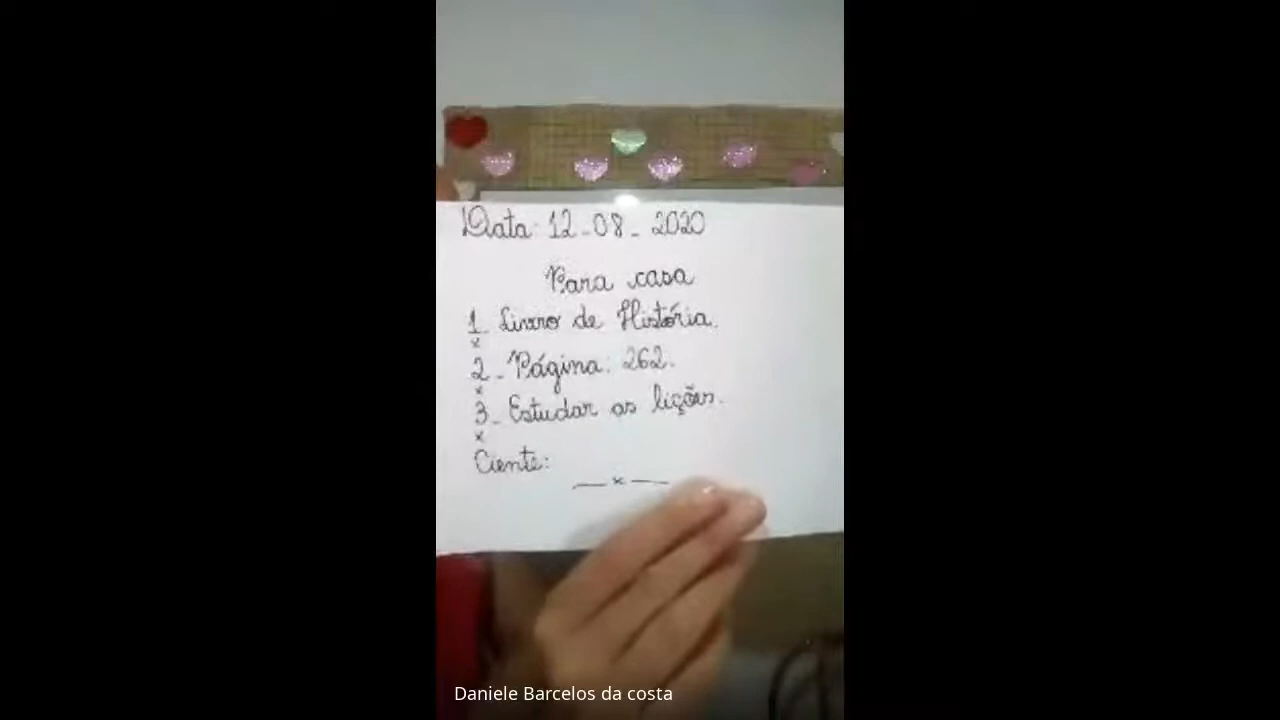 Data: 12-08-2020
Para casa
1- Livro de História.
x
2- Página: 262.
x
3- Estudar as lições.
x
Ciente:
—x—
Daniele Barcelos da costa